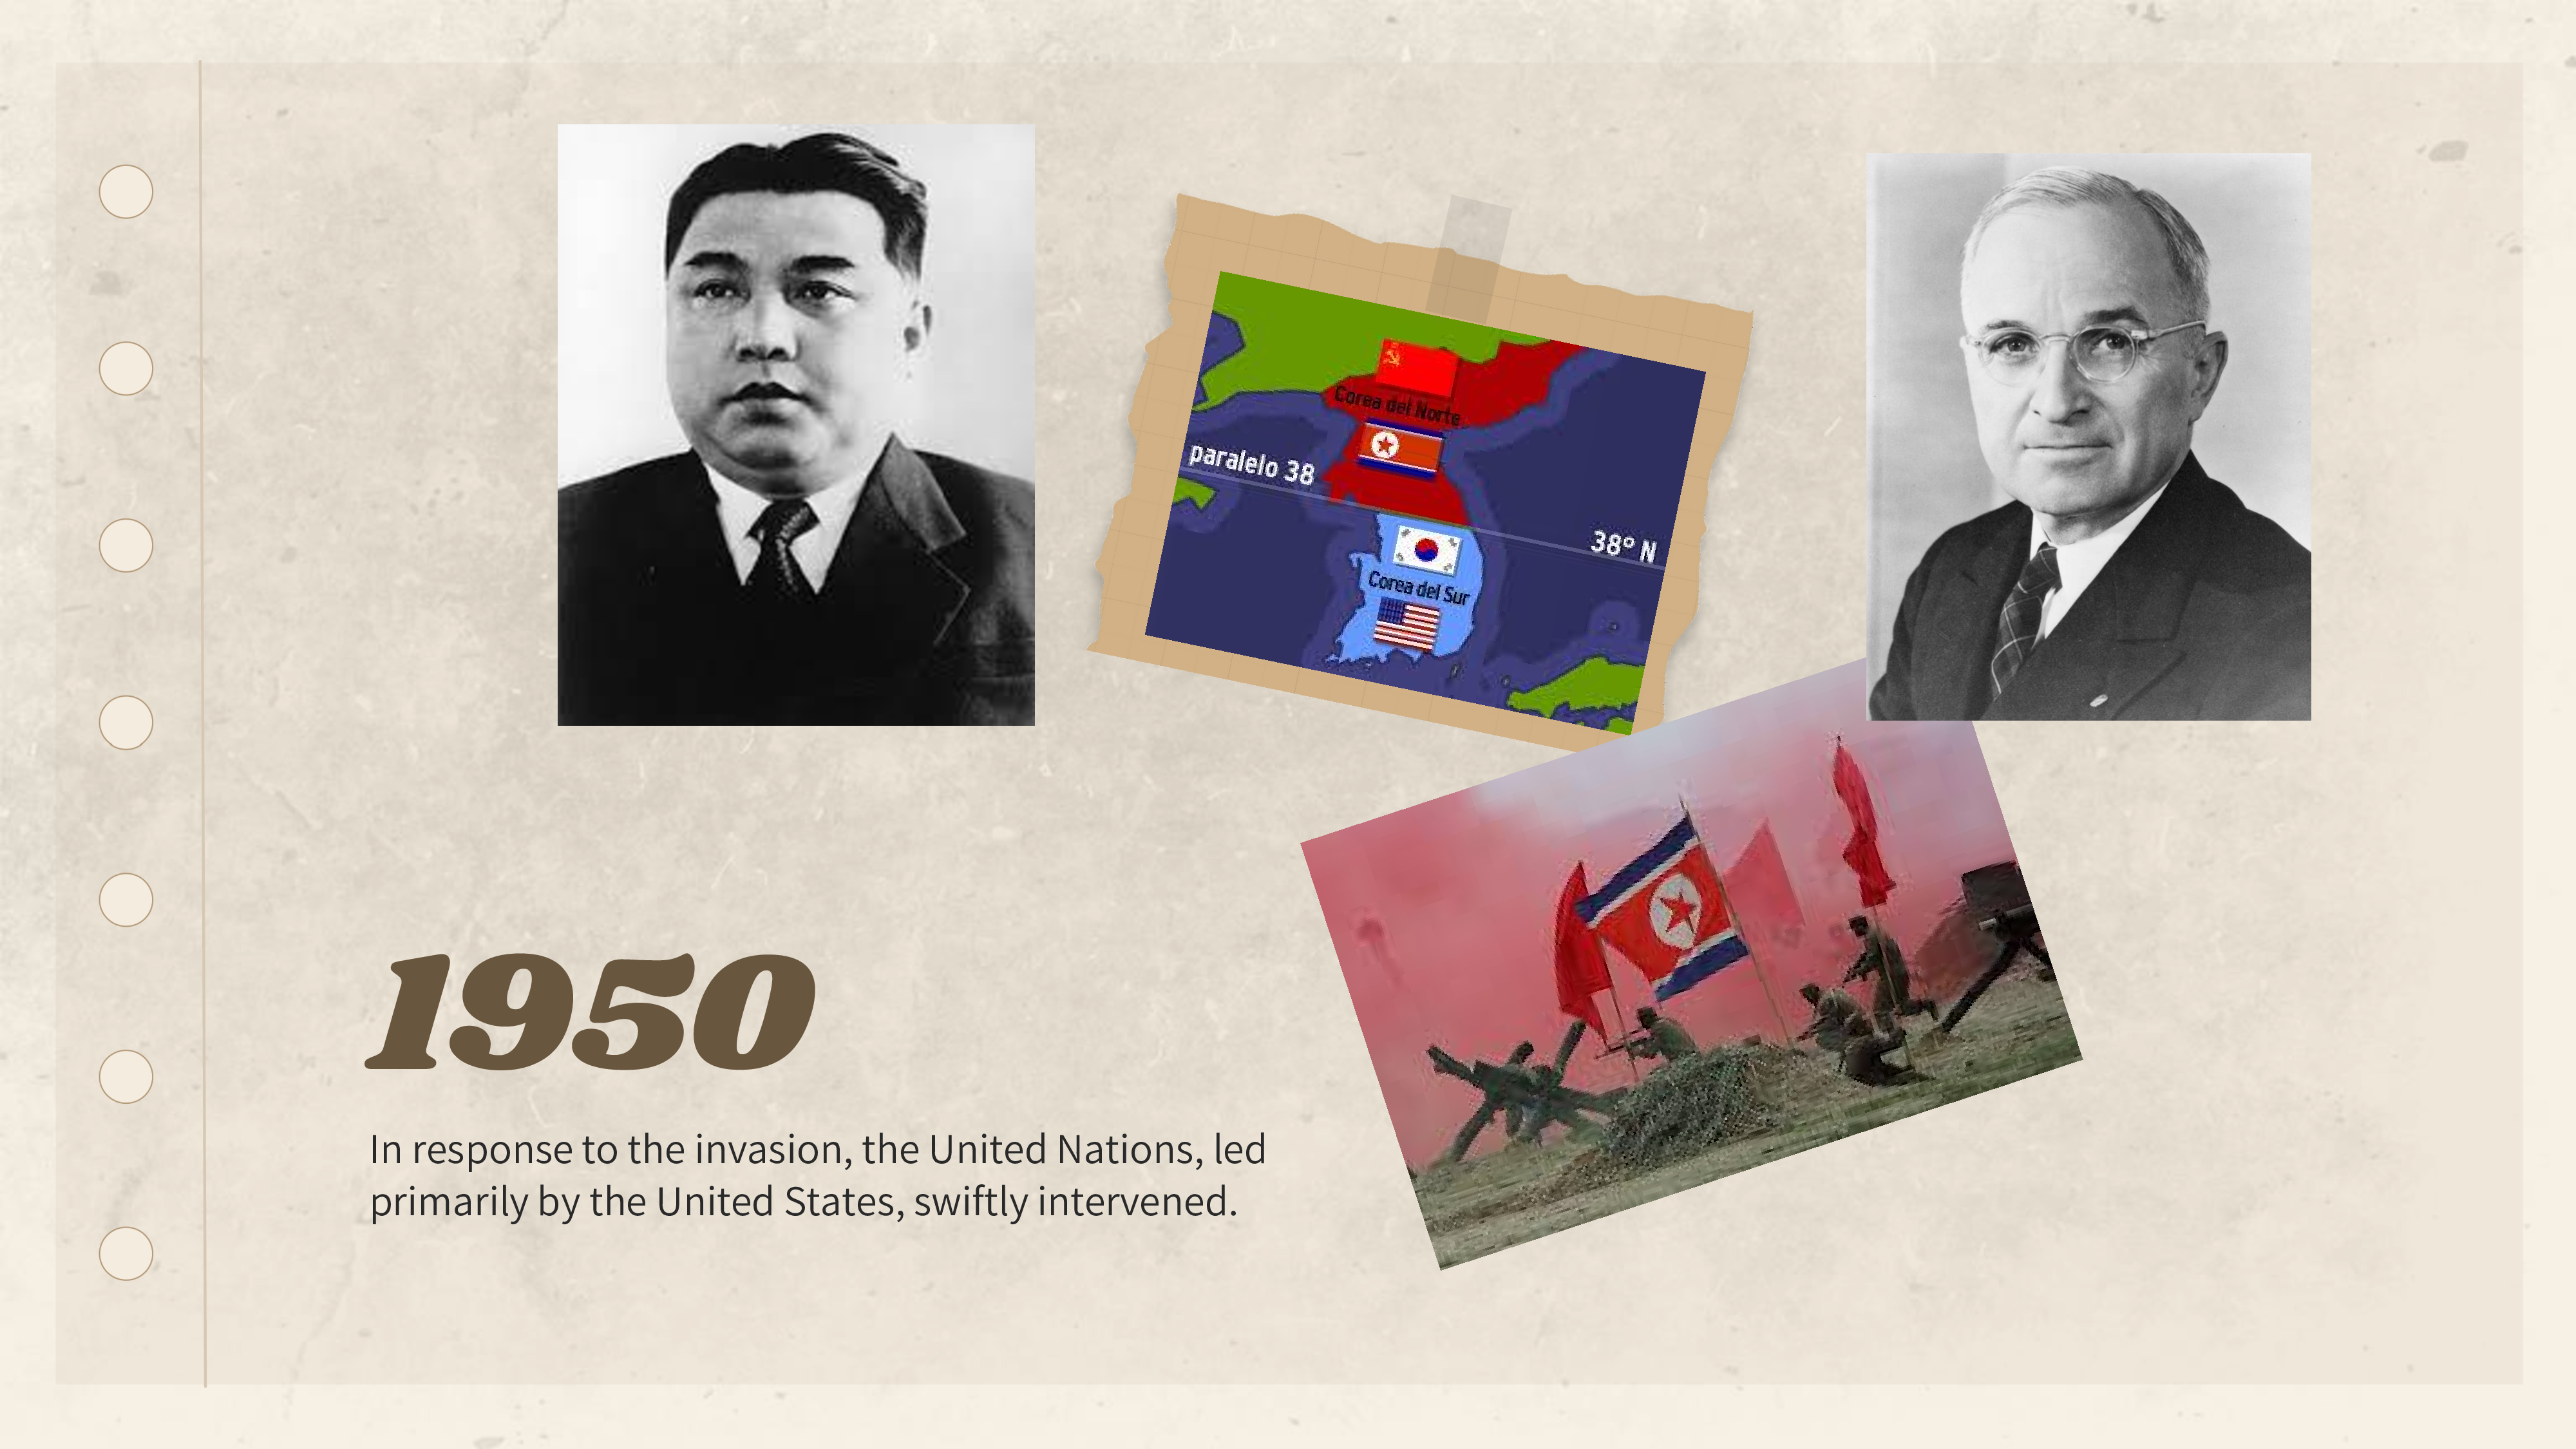 Corea del Norte
paralelo 38
38º N
Corea del Sur
1950
In response to the invasion, the United Nations, led
primarily by the United States, swiftly intervened.